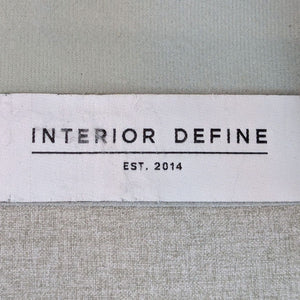 INTERIOR DEFINE
EST. 2014